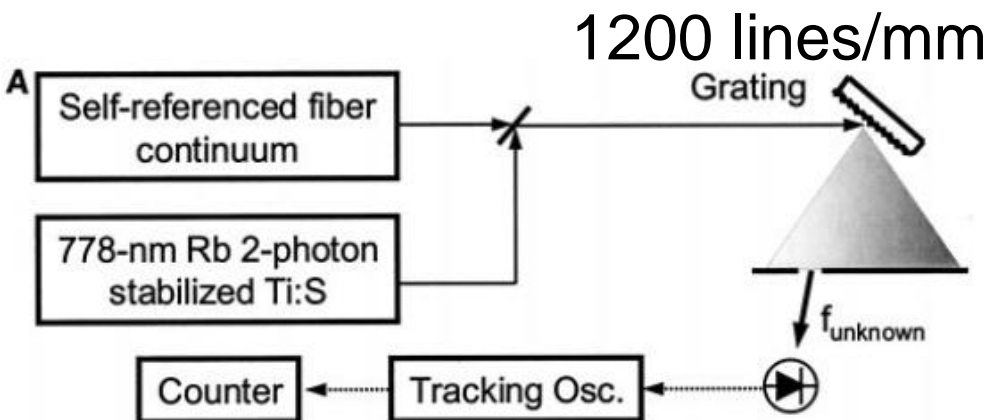 1200 lines/mm
A
Self-referenced fiber
continuum
Grating
778-nm Rb 2-photon
stabilized Ti:S
funknown
Counter
Tracking Osc.